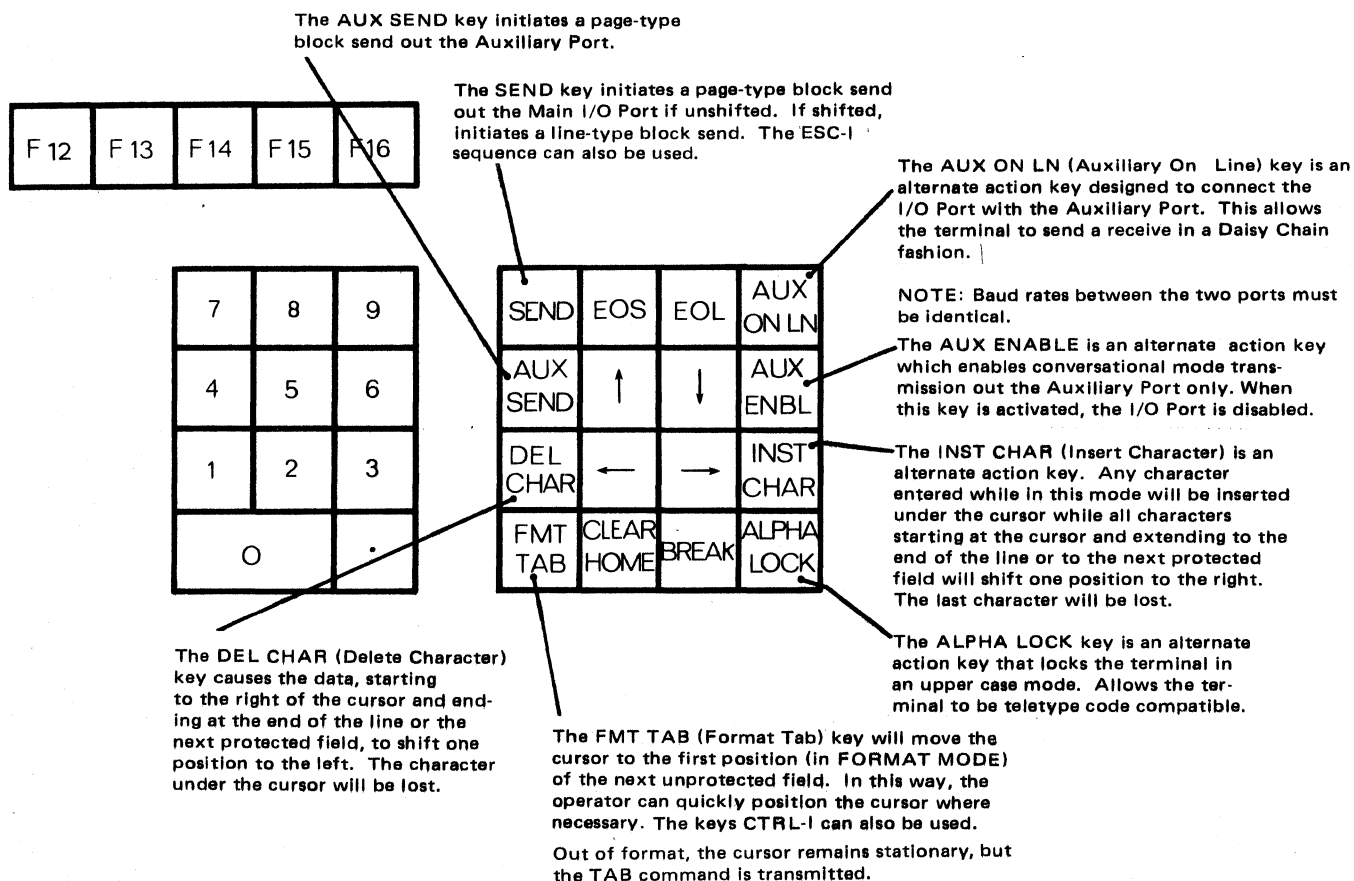 The AUX SEND key initiates a page-type
block send out the Auxiliary Port.
The SEND key initiates a page-type block send
out the Main I/O Port if unshifted. If shifted,
initiates a line-type block send. The ESC-I
sequence can also be used.
F 12 F 13 F 14 F 15 F16
The AUX ON LN (Auxiliary On Line) key is an
alternate action key designed to connect the
I/O Port with the Auxiliary Port. This allows
the terminal to send a receive in a Daisy Chain
fashion.
NOTE: Baud rates between the two ports must
be identical.
The AUX ENABLE is an alternate action key
which enables conversational mode trans-
mission out the Auxiliary Port only. When
this key is activated, the I/O Port is disabled.
The INST CHAR (Insert Character) is an
alternate action key. Any character
entered while in this mode will be inserted
under the cursor while all characters
starting at the cursor and extending to the
end of the line or to the next protected
field will shift one position to the right.
The last character will be lost.
The ALPHA LOCK key is an alternate
action key that locks the terminal in
an upper case mode. Allows the ter-
minal to be teletype code compatible.
7 8 9
4 5 6
1 2 3
0 .
SEND EOS EOL AUX
ON LN
AUX
SEND ↑ ↓ AUX
ENBL
DEL
CHAR ← → INST
CHAR
FMT
TAB CLEAR
HOME BREAK ALPHA
LOCK
The DEL CHAR (Delete Character)
key causes the data, starting
to the right of the cursor and end-
ing at the end of the line or the
next protected field, to shift one
position to the left. The character
under the cursor will be lost.
The FMT TAB (Format Tab) key will move the
cursor to the first position (in FORMAT MODE)
of the next unprotected field. In this way, the
operator can quickly position the cursor where
necessary. The keys CTRL-I can also be used.
Out of format, the cursor remains stationary, but
the TAB command is transmitted.